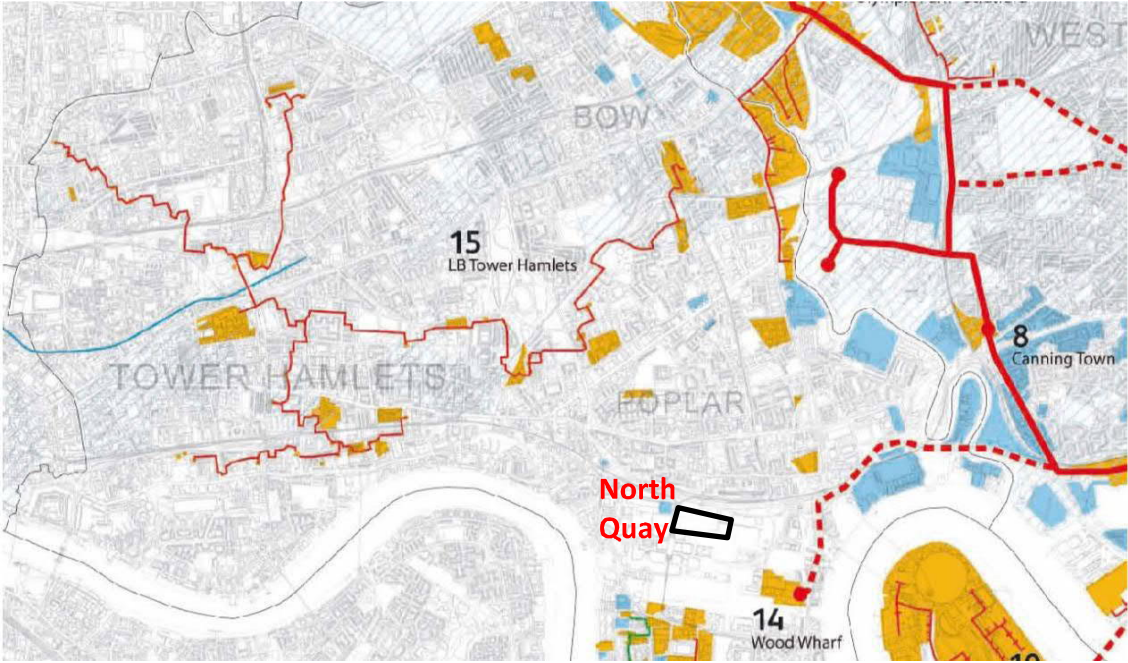 WEST
BOW
15
LB Tower Hamlets
8
Canning Town
TOWER HAMLETS
POPLAR
North
Quay
14
Wood Wharf